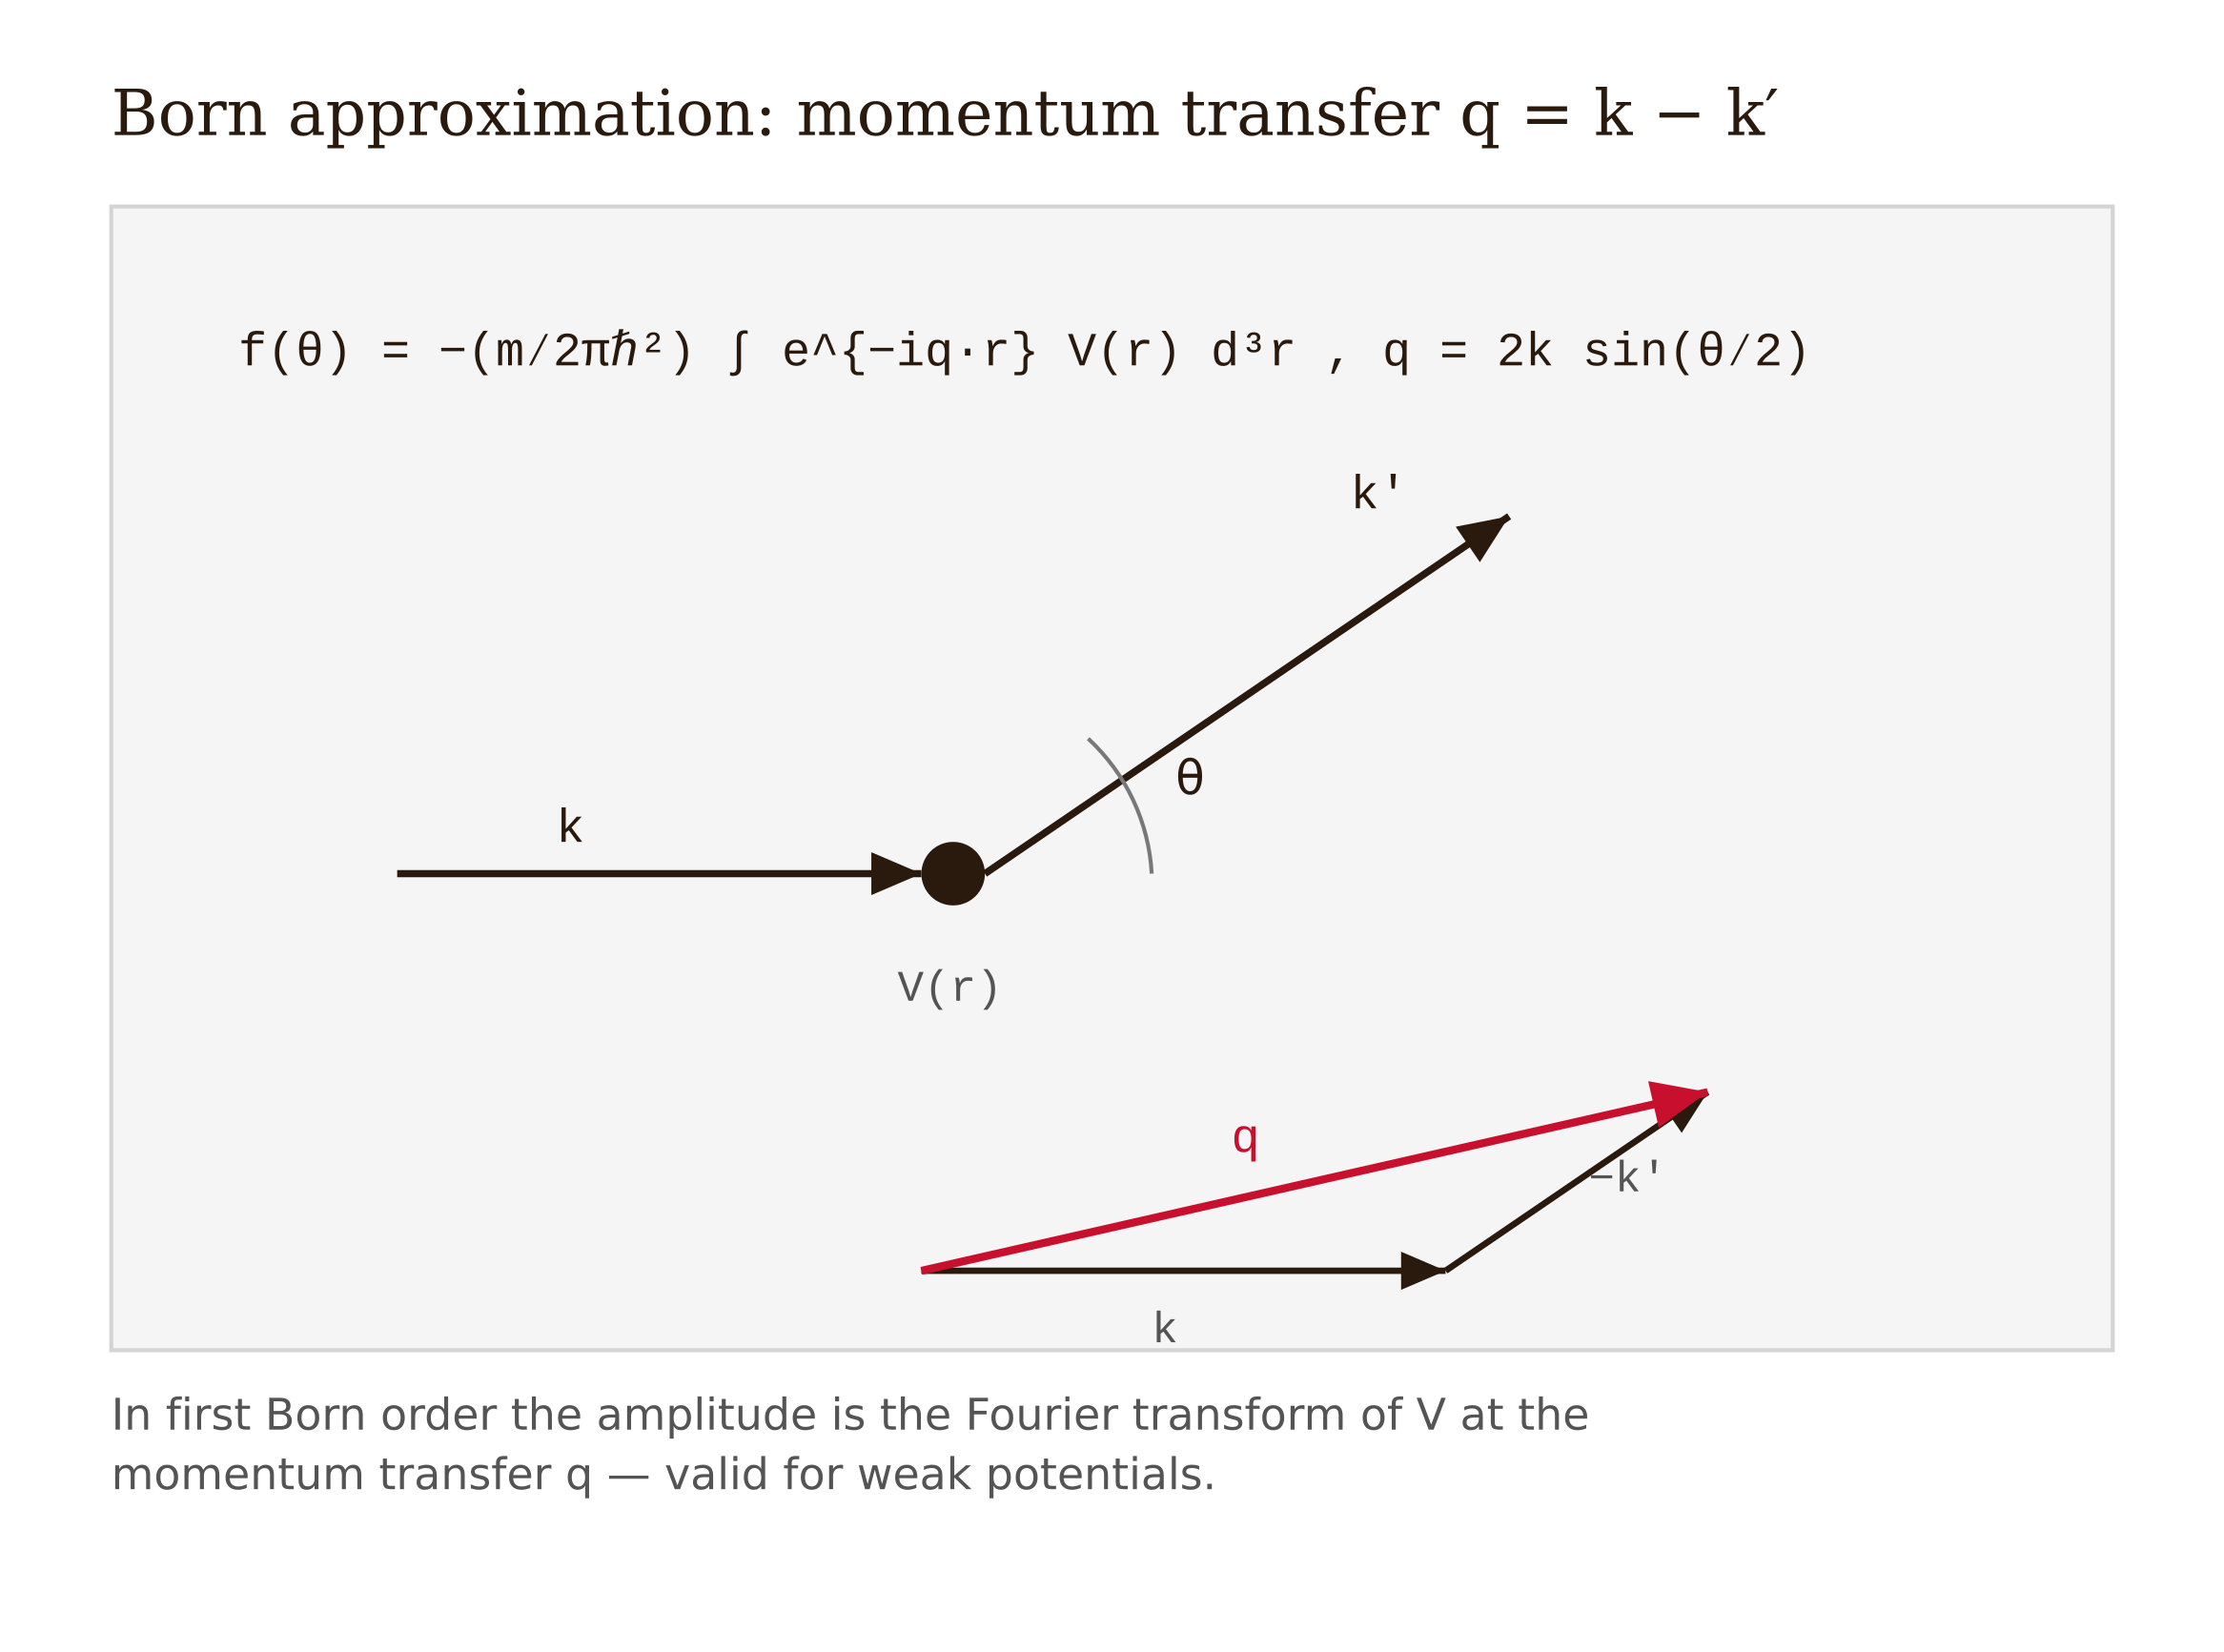 Born approximation: momentum transfer q = k − k′
f(θ) = −(m/2πℏ²) ∫ e^{−iq·r} V(r) d³r , q = 2k sin(θ/2)
k'
θ
k
V(r)
q
−k'
k
In first Born order the amplitude is the Fourier transform of V at the
momentum transfer q — valid for weak potentials.